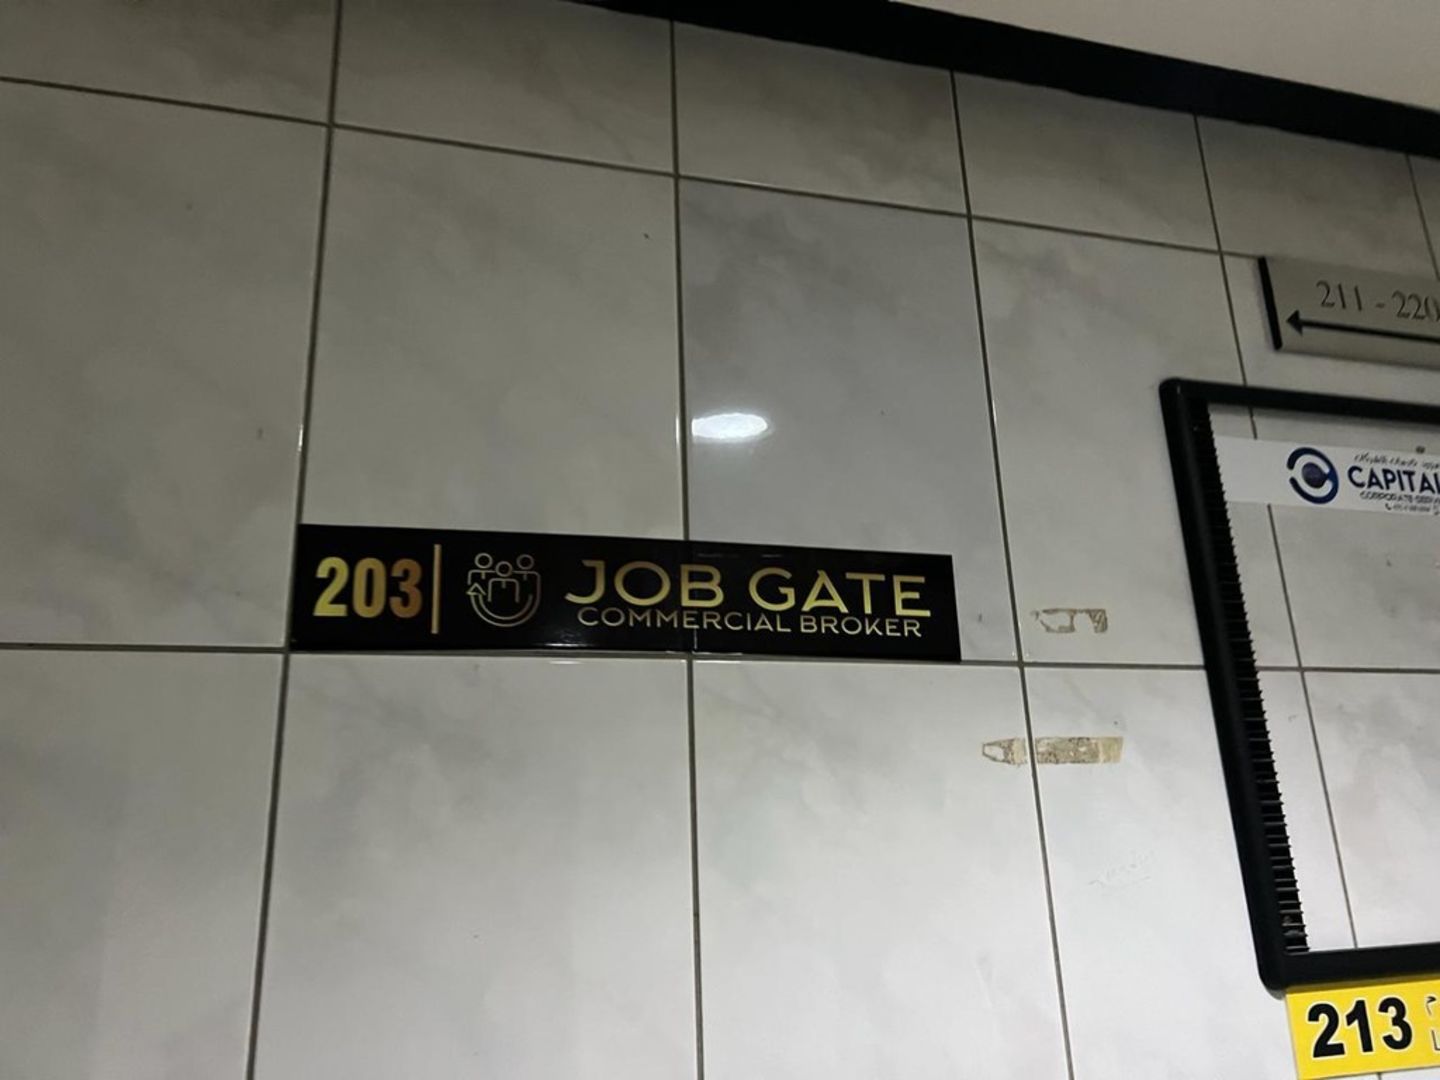 211 - 220
CAPITAL
203
JOB GATE
COMMERCIAL BROKER
213